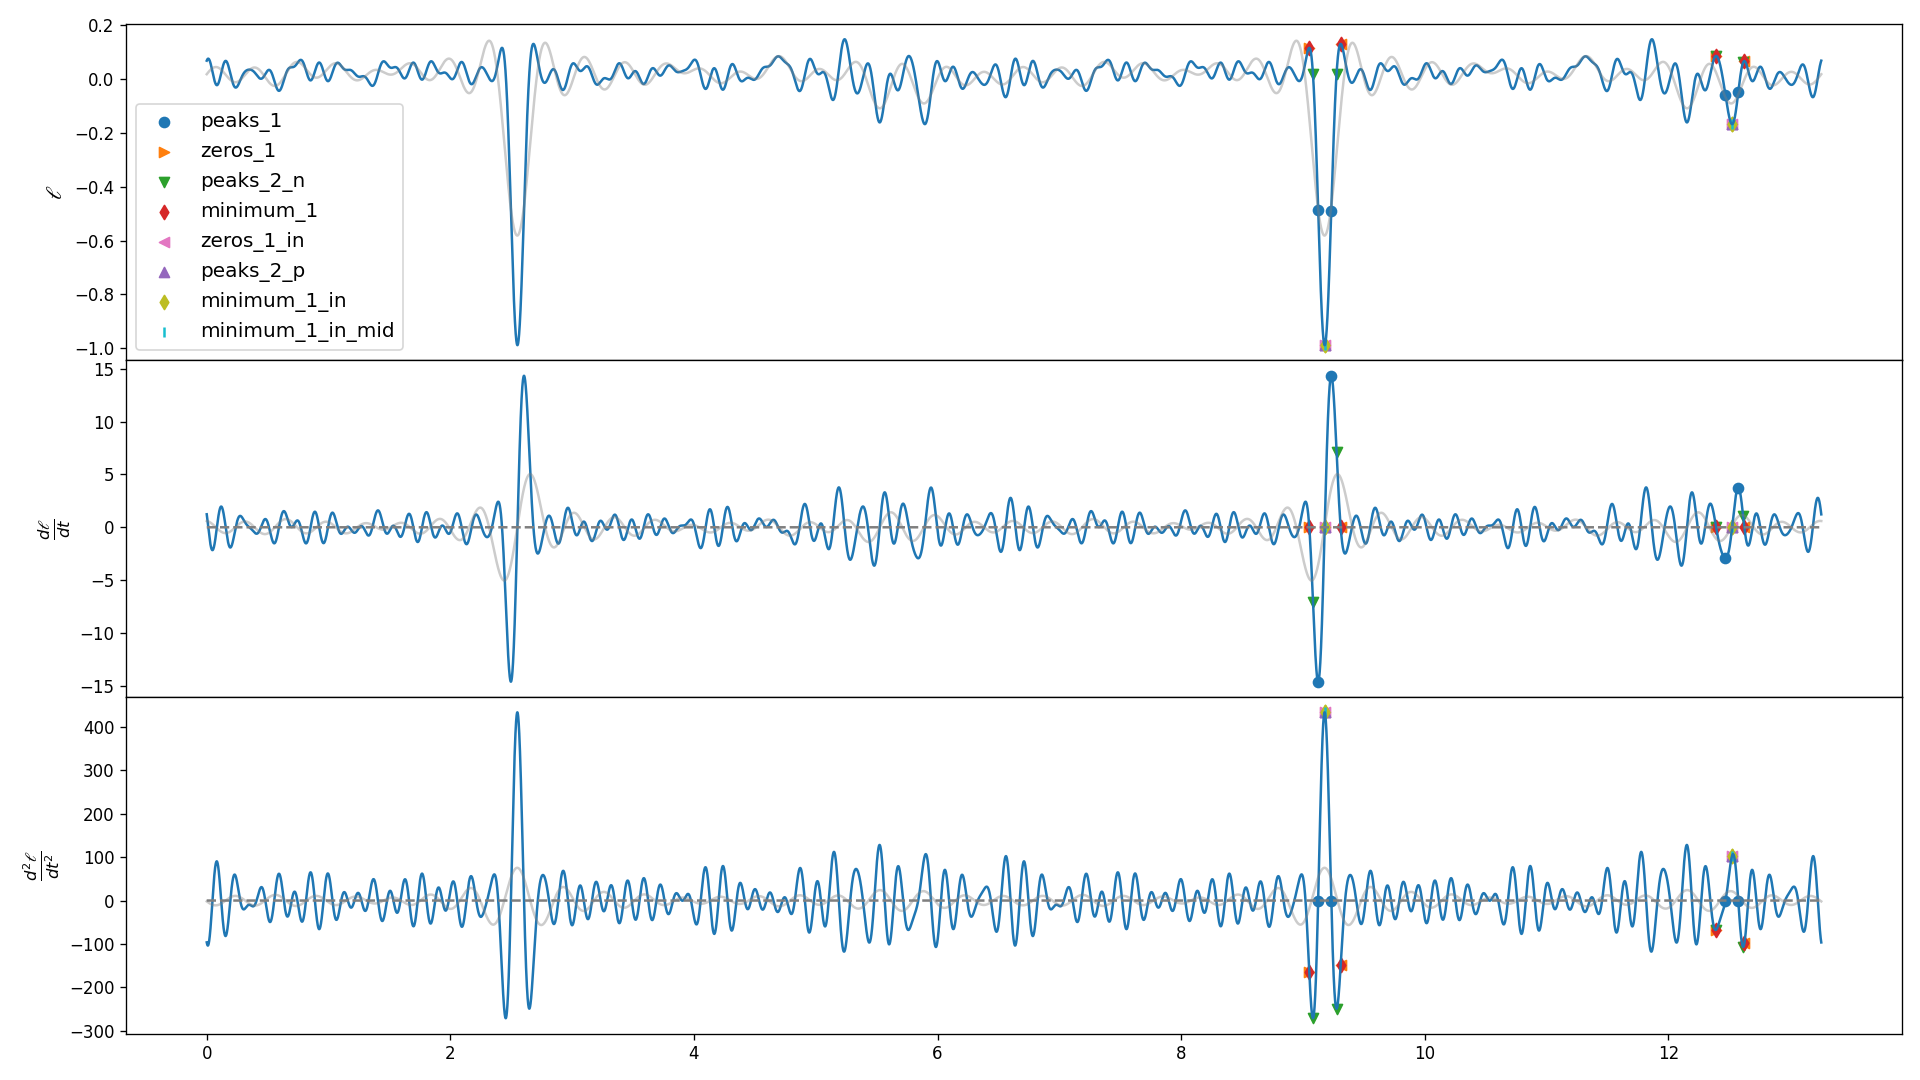 0.2
0.0
−0.2
−0.4
−0.6
−0.8
−1.0
ℓ
peaks_1
zeros_1
peaks_2_n
minimum_1
zeros_1_in
peaks_2_p
minimum_1_in
minimum_1_in_mid
15
10
5
0
−5
−10
−15
dℓ/dt
400
300
200
100
0
−100
−200
−300
d²ℓ/dt²
0 2 4 6 8 10 12